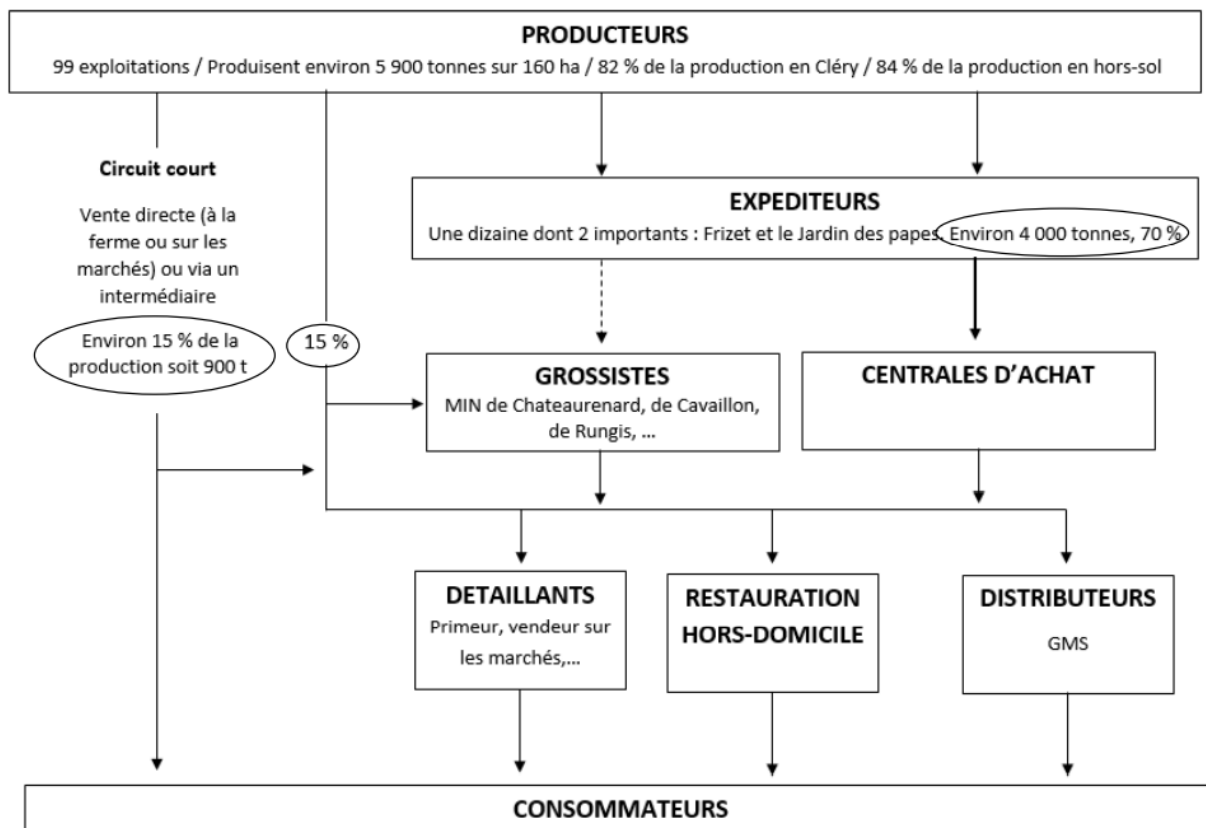 PRODUCTEURS
99 exploitations / Produisent environ 5 900 tonnes sur 160 ha / 82 % de la production en Cléry / 84 % de la production en hors-sol
Circuit court
Vente directe (à la
ferme ou sur les
marchés) ou via un
intermédiaire
Environ 15 % de la
production soit 900 t
15 %
EXPEDITEURS
Une dizaine dont 2 importants : Frizet et le Jardin des papes. Environ 4 000 tonnes, 70 %
GROSSISTES
MIN de Chateaurenard, de Cavaillon,
de Rungis, ...
CENTRALES D'ACHAT
DETAILLANTS
Primeur, vendeur sur
les marchés,...
RESTAURATION
HORS-DOMICILE
DISTRIBUTEURS
GMS
CONSOMMATEURS